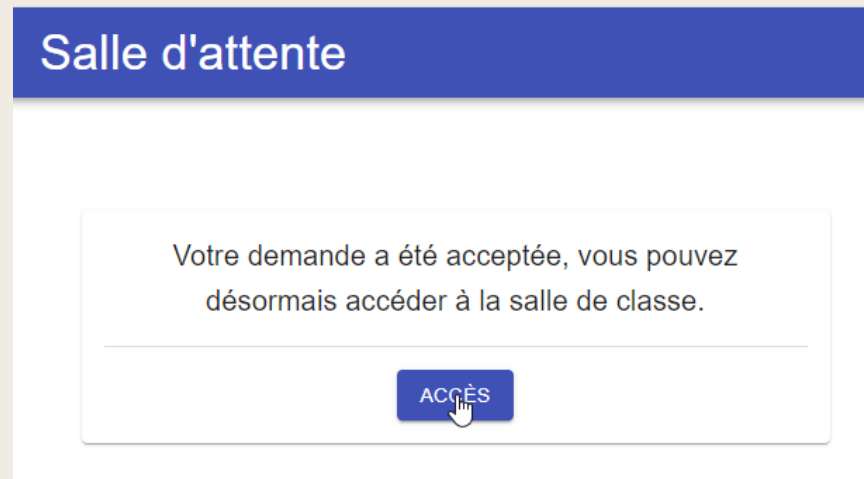 Salle d'attente
Votre demande a été acceptée, vous pouvez
désormais accéder à la salle de classe.
ACCÈS